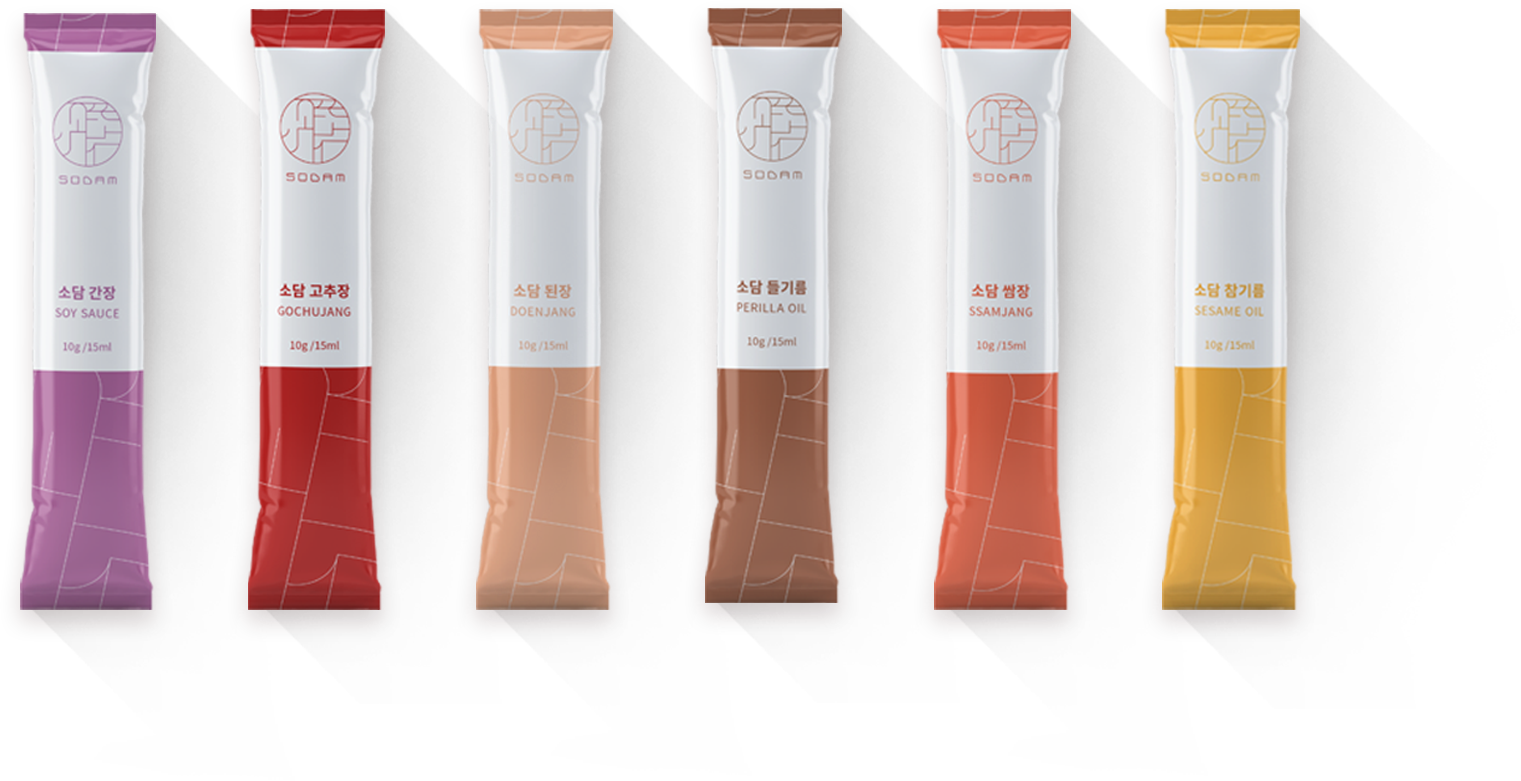 SODAM
소담 간장
SOY SAUCE
10g /15ml
SODAM
소담 고추장
GOCHUJANG
10g /15ml
SODAM
소담 된장
DOENJANG
10g /15ml
SODAM
소담 들기름
PERILLA OIL
10g /15ml
SODAM
소담 쌈장
SSAMJANG
10g /15ml
SODAM
소담 참기름
SESAME OIL
10g /15ml